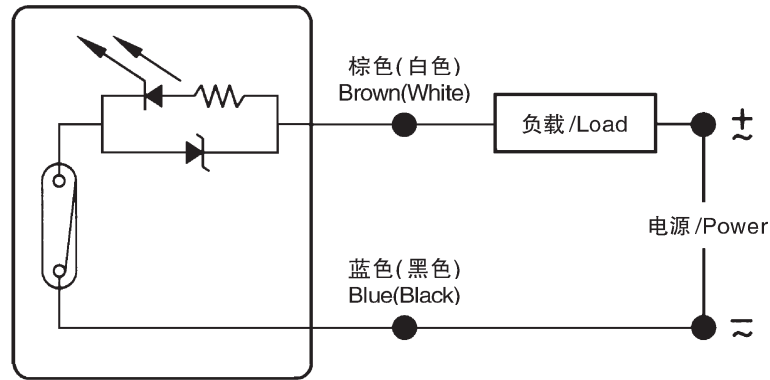 棕色(白色)
Brown(White)
负载/Load
+
~
电源/Power
蓝色(黑色)
Blue(Black)
−
~